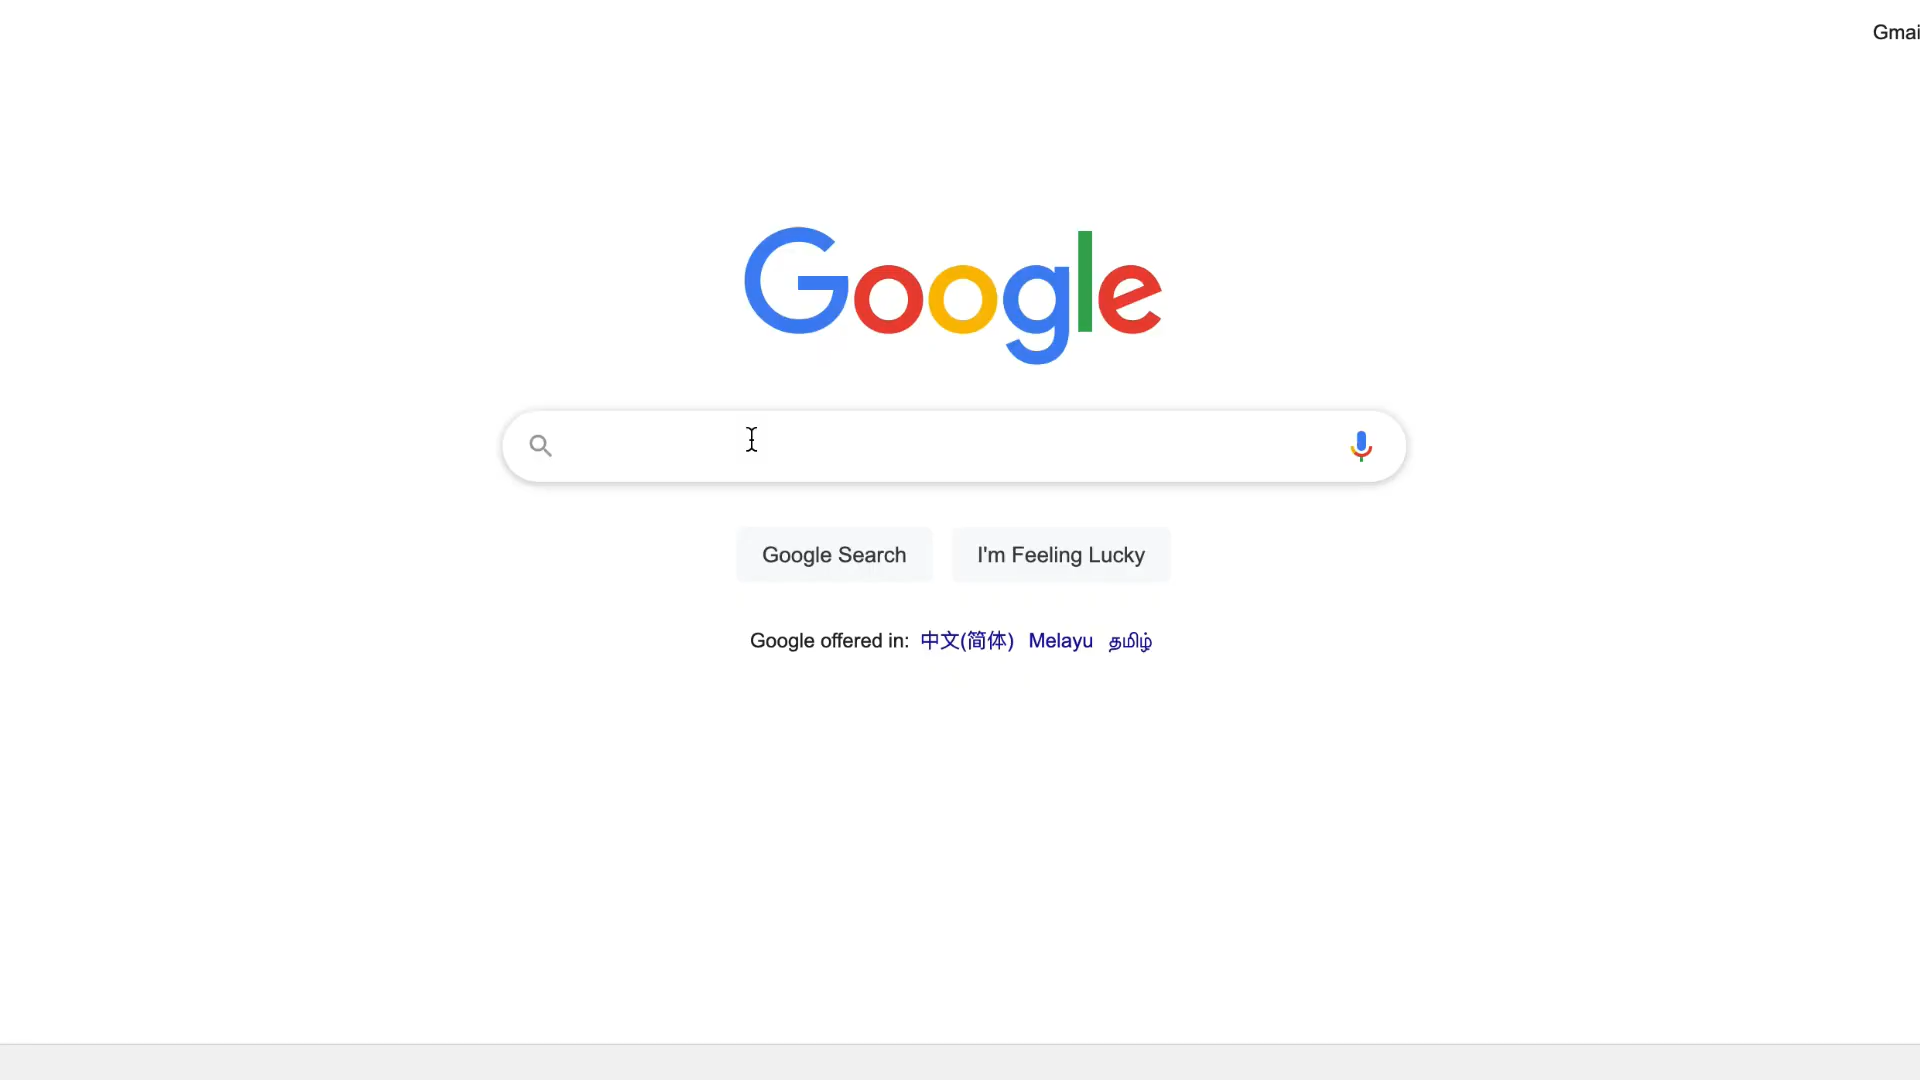 Gmai
Google
Google Search
I'm Feeling Lucky
Google offered in: 中文(简体) Melayu தமிழ்